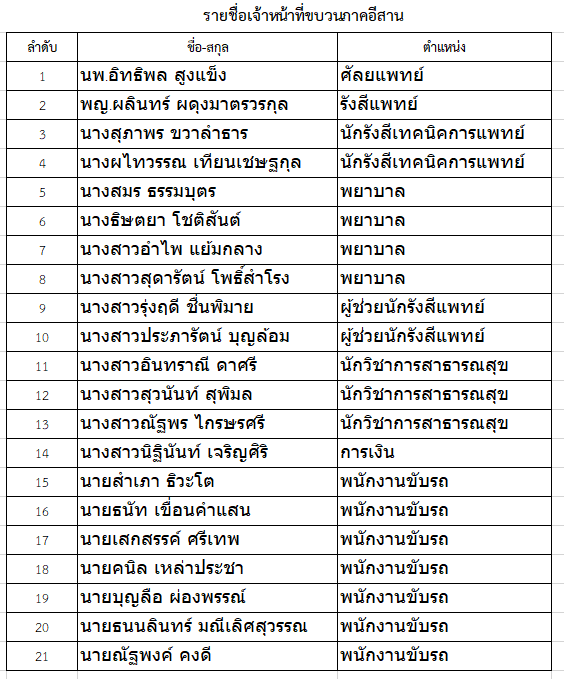 รายชื่อเจ้าหน้าที่ขบวนภาคอีสาน
ลำดับ ชื่อ-สกุล ตำแหน่ง
1 นพ.อิทธิพล สูงแข็ง ศัลยแพทย์
2 พญ.ผลินทร์ ผดุงมาตรวรกุล รังสีแพทย์
3 นางสุภาพร ขวาลำธาร นักรังสีเทคนิคการแพทย์
4 นางผไทวรรณ เทียนเชษฐกุล นักรังสีเทคนิคการแพทย์
5 นางสมร ธรรมบุตร พยาบาล
6 นางธิษตยา โชติสันต์ พยาบาล
7 นางสาวอำไพ แย้มกลาง พยาบาล
8 นางสาวสุดารัตน์ โพธิ์สำโรง พยาบาล
9 นางสาวรุ่งฤดี ชื่นพิมาย ผู้ช่วยนักรังสีแพทย์
10 นางสาวประภารัตน์ บุญล้อม ผู้ช่วยนักรังสีแพทย์
11 นางสาวอินทราณี ดาศรี นักวิชาการสาธารณสุข
12 นางสาวสุวนันท์ สุพิมล นักวิชาการสาธารณสุข
13 นางสาวณัฐพร ไกรษรศรี นักวิชาการสาธารณสุข
14 นางสาวนิฐินันท์ เจริญศิริ การเงิน
15 นายสำเภา ธิวะโต พนักงานขับรถ
16 นายธนัท เขื่อนคำแสน พนักงานขับรถ
17 นายเสกสรรค์ ศรีเทพ พนักงานขับรถ
18 นายคนิล เหล่าประชา พนักงานขับรถ
19 นายบุญลือ ผ่องพรรณ์ พนักงานขับรถ
20 นายธนนลินทร์ มณีเลิศสุวรรณ พนักงานขับรถ
21 นายณัฐพงค์ คงดี พนักงานขับรถ